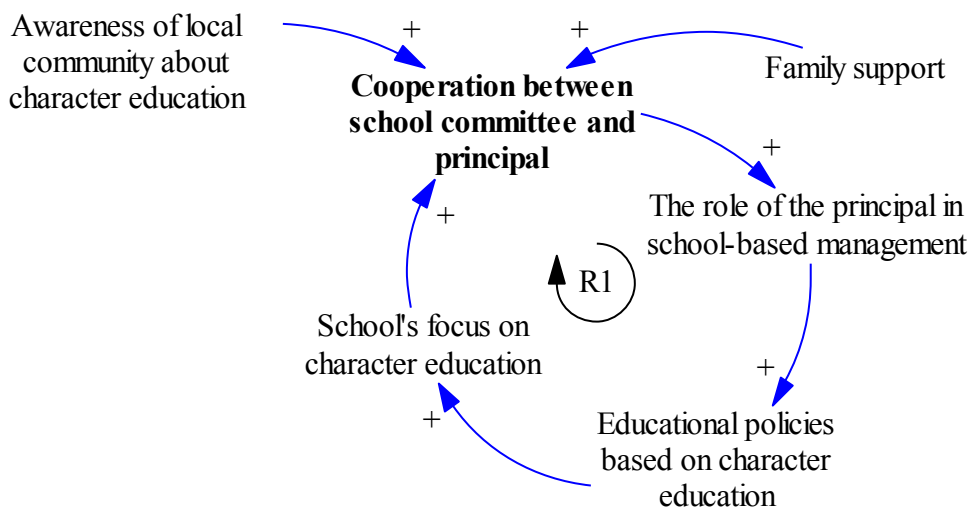 Awareness of local
community about
character education
+
+
Family support
Cooperation between
school committee and
principal
+
The role of the principal in
school-based management
+
R1
School's focus on
character education
+
+
Educational policies
based on character
education